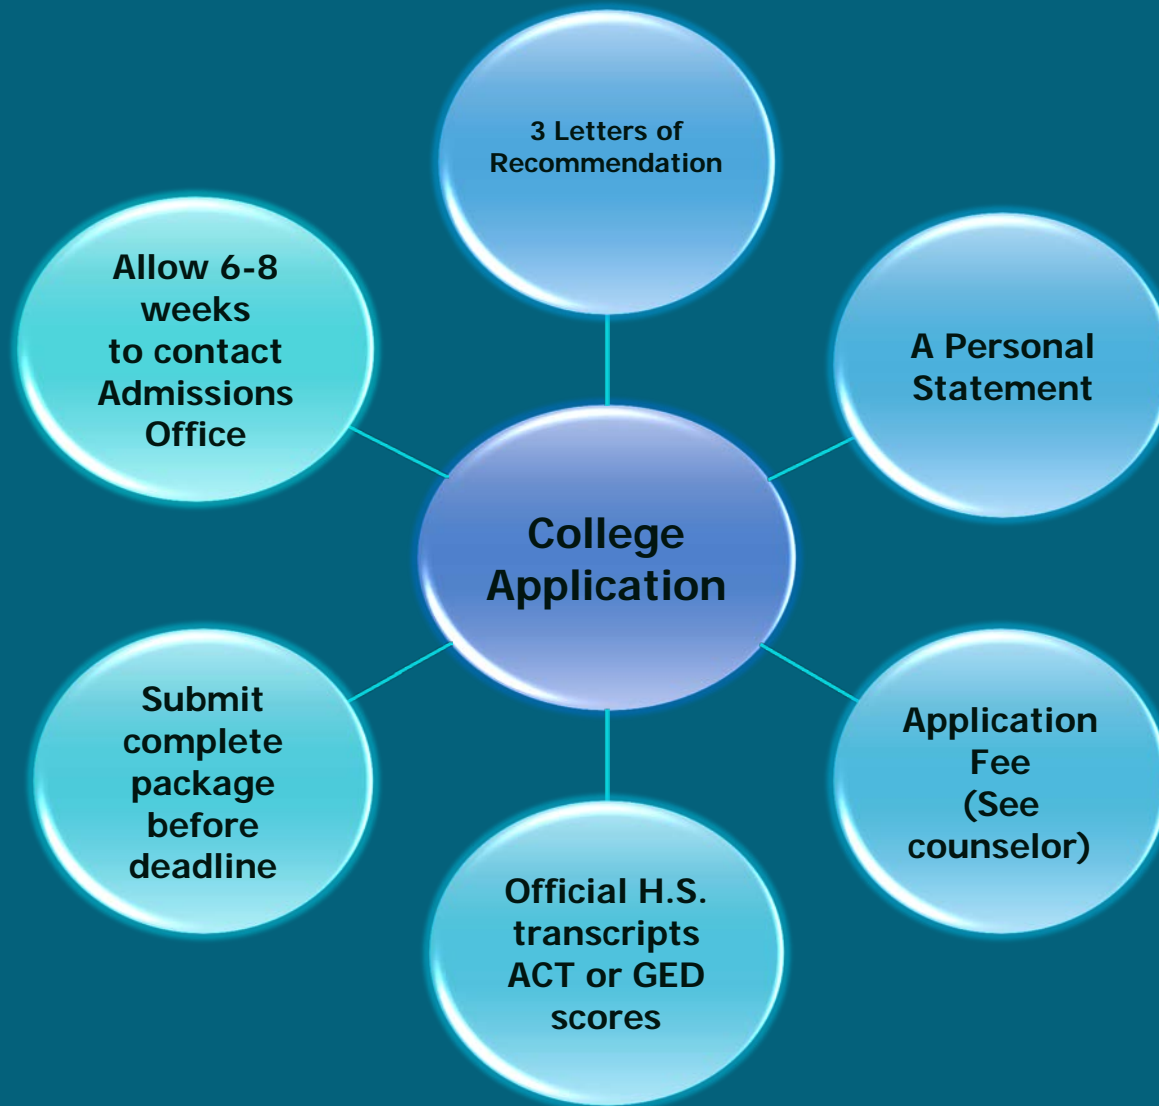 3 Letters of
Recommendation
Allow 6-8
weeks
to contact
Admissions
Office
A Personal
Statement
College
Application
Submit
complete
package
before
deadline
Application
Fee
(See
counselor)
Official H.S.
transcripts
ACT or GED
scores